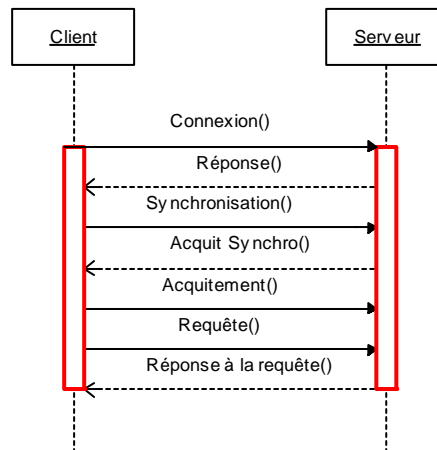 Client
Serveur
Connexion()
Réponse()
Synchronisation()
Acquit Synchro()
Acquitement()
Requête()
Réponse à la requête()